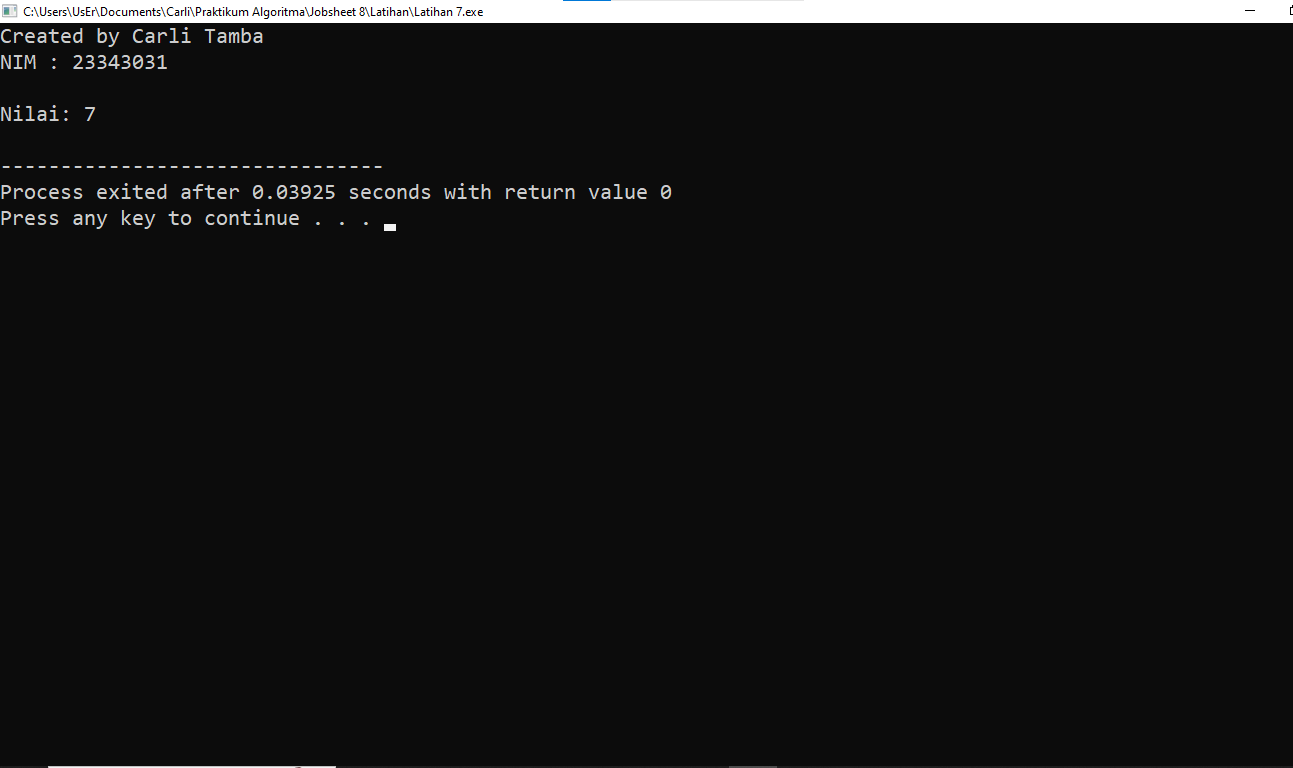 C:\Users\UsEr\Documents\Carli\Praktikum Algoritma\Jobsheet 8\Latihan\Latihan 7.exe
Created by Carli Tamba
NIM : 23343031
Nilai: 7
--------------------------------
Process exited after 0.03925 seconds with return value 0
Press any key to continue . . .